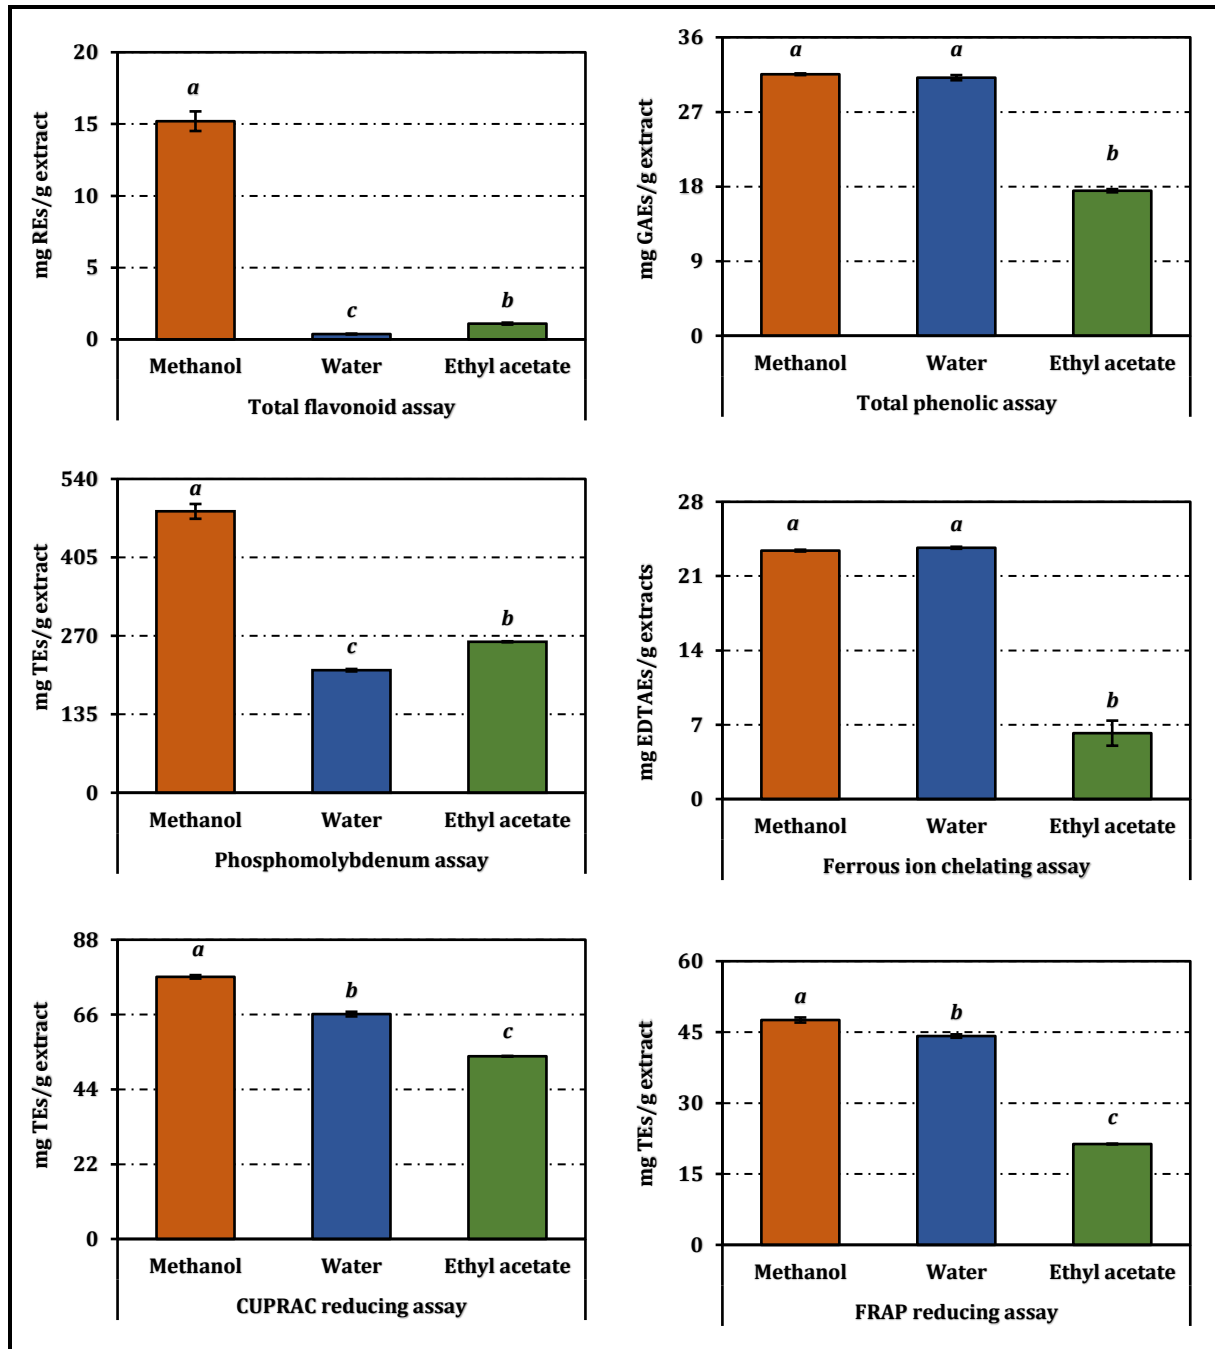 20
15
10
5
0
mg REs/g extract
a
c
b
Methanol Water Ethyl acetate
Total flavonoid assay
36
27
18
9
0
mg GAEs/g extract
a
a
b
Methanol Water Ethyl acetate
Total phenolic assay
540
405
270
135
0
mg TEs/g extract
a
c
b
Methanol Water Ethyl acetate
Phosphomolybdenum assay
28
21
14
7
0
mg EDTAEs/g extracts
a
a
b
Methanol Water Ethyl acetate
Ferrous ion chelating assay
88
66
44
22
0
mg TEs/g extract
a
b
c
Methanol Water Ethyl acetate
CUPRAC reducing assay
60
45
30
15
0
mg TEs/g extract
a
b
c
Methanol Water Ethyl acetate
FRAP reducing assay